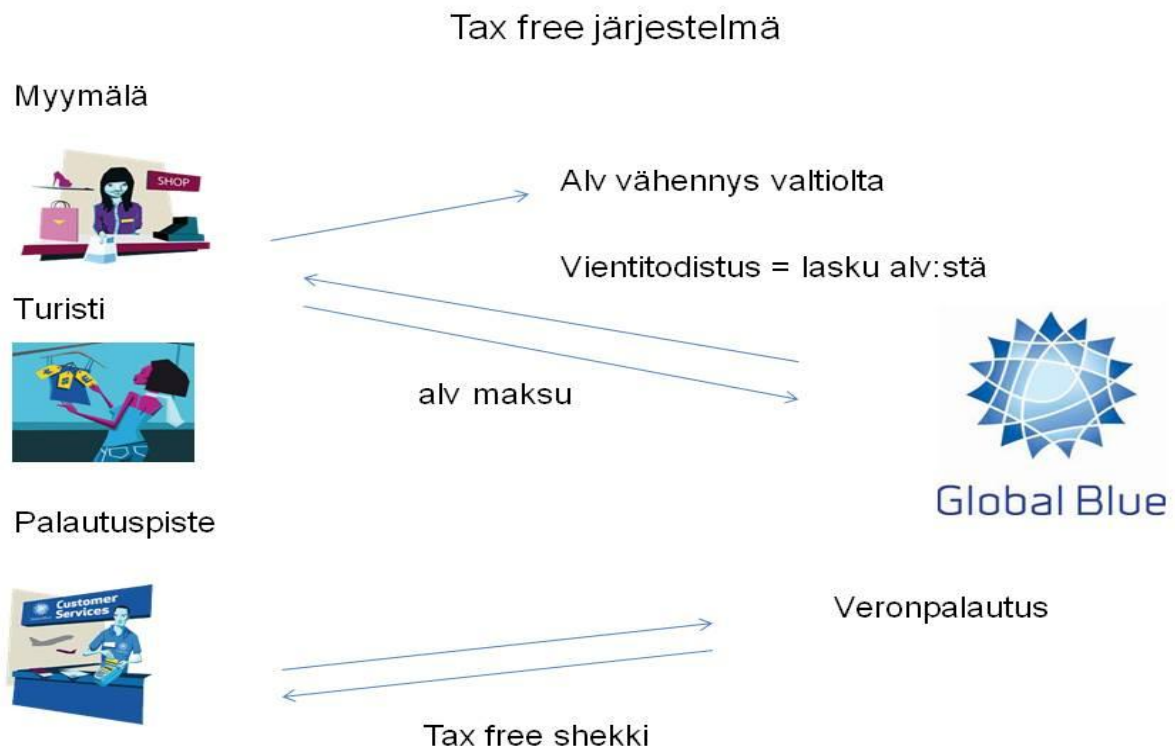 Tax free järjestelmä
Myymälä
SHOP
Alv vähennys valtiolta
Vientitodistus = lasku alv:stä
Turisti
alv maksu
Global Blue
Palautuspiste
Customer
Services
Veronpalautus
Tax free shekki